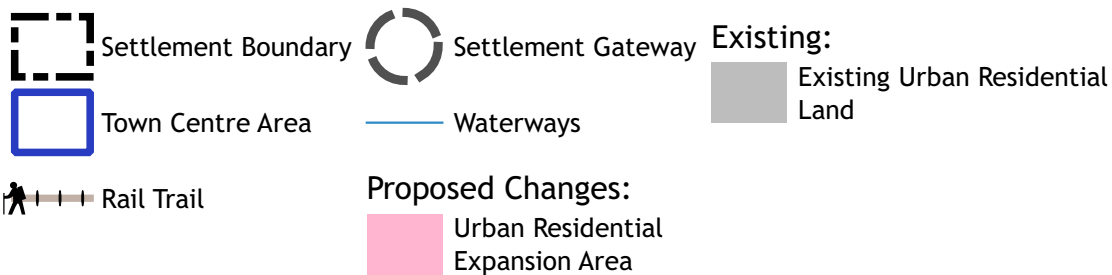 Settlement Boundary
Town Centre Area
Rail Trail
Settlement Gateway
Waterways
Proposed Changes:
Urban Residential
Expansion Area
Existing:
Existing Urban Residential
Land